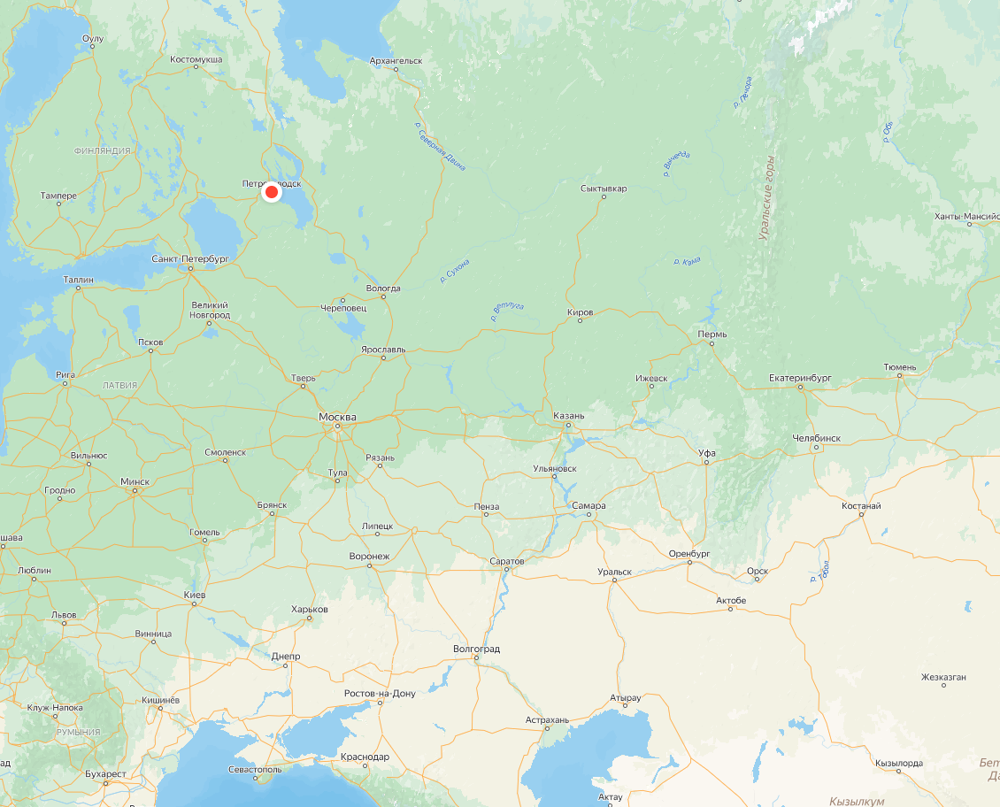 Оулу
Костомукша
Архангельск
р. Печора
р. Обь
р. Северная Двина
ФИНЛЯНДИЯ
р. Вычегда
Тампере
Сыктывкар
Уральские горы
Санкт-Петербург
р. Сухона
р. Кама
Таллин
Вологда
Великий
Новгород
Череповец
р. Ветлуга
Киров
Псков
Ярославль
Пермь
Рига
ЛАТВИЯ
Тверь
Ижевск
Екатеринбург
Тюмень
Москва
Казань
Челябинск
Вильнюс
Смоленск
Рязань
Уфа
Гродно
Минск
Тула
Ульяновск
Брянск
Пенза
Самара
Костанай
шава
Гомель
Липецк
Люблин
Воронеж
Саратов
Уральск
Оренбург
Орск
р. Тобол
Киев
Львов
Харьков
Актобе
Винница
Днепр
Волгоград
Жезказган
Клуж-Напока
Кишинёв
Ростов-на-Дону
Атырау
Астрахань
РУМЫНИЯ
ад
Бухарест
Севастополь
Краснодар
Кызылорда
Актау
Кызылкум